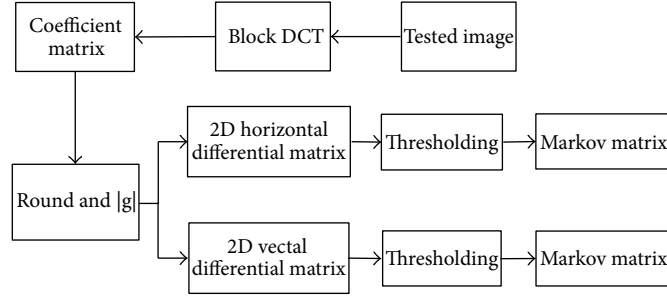 Coefficient
matrix
Block DCT
Tested image
Round and |g|
2D horizontal
differential matrix
Thresholding
Markov matrix
2D vectal
differential matrix
Thresholding
Markov matrix